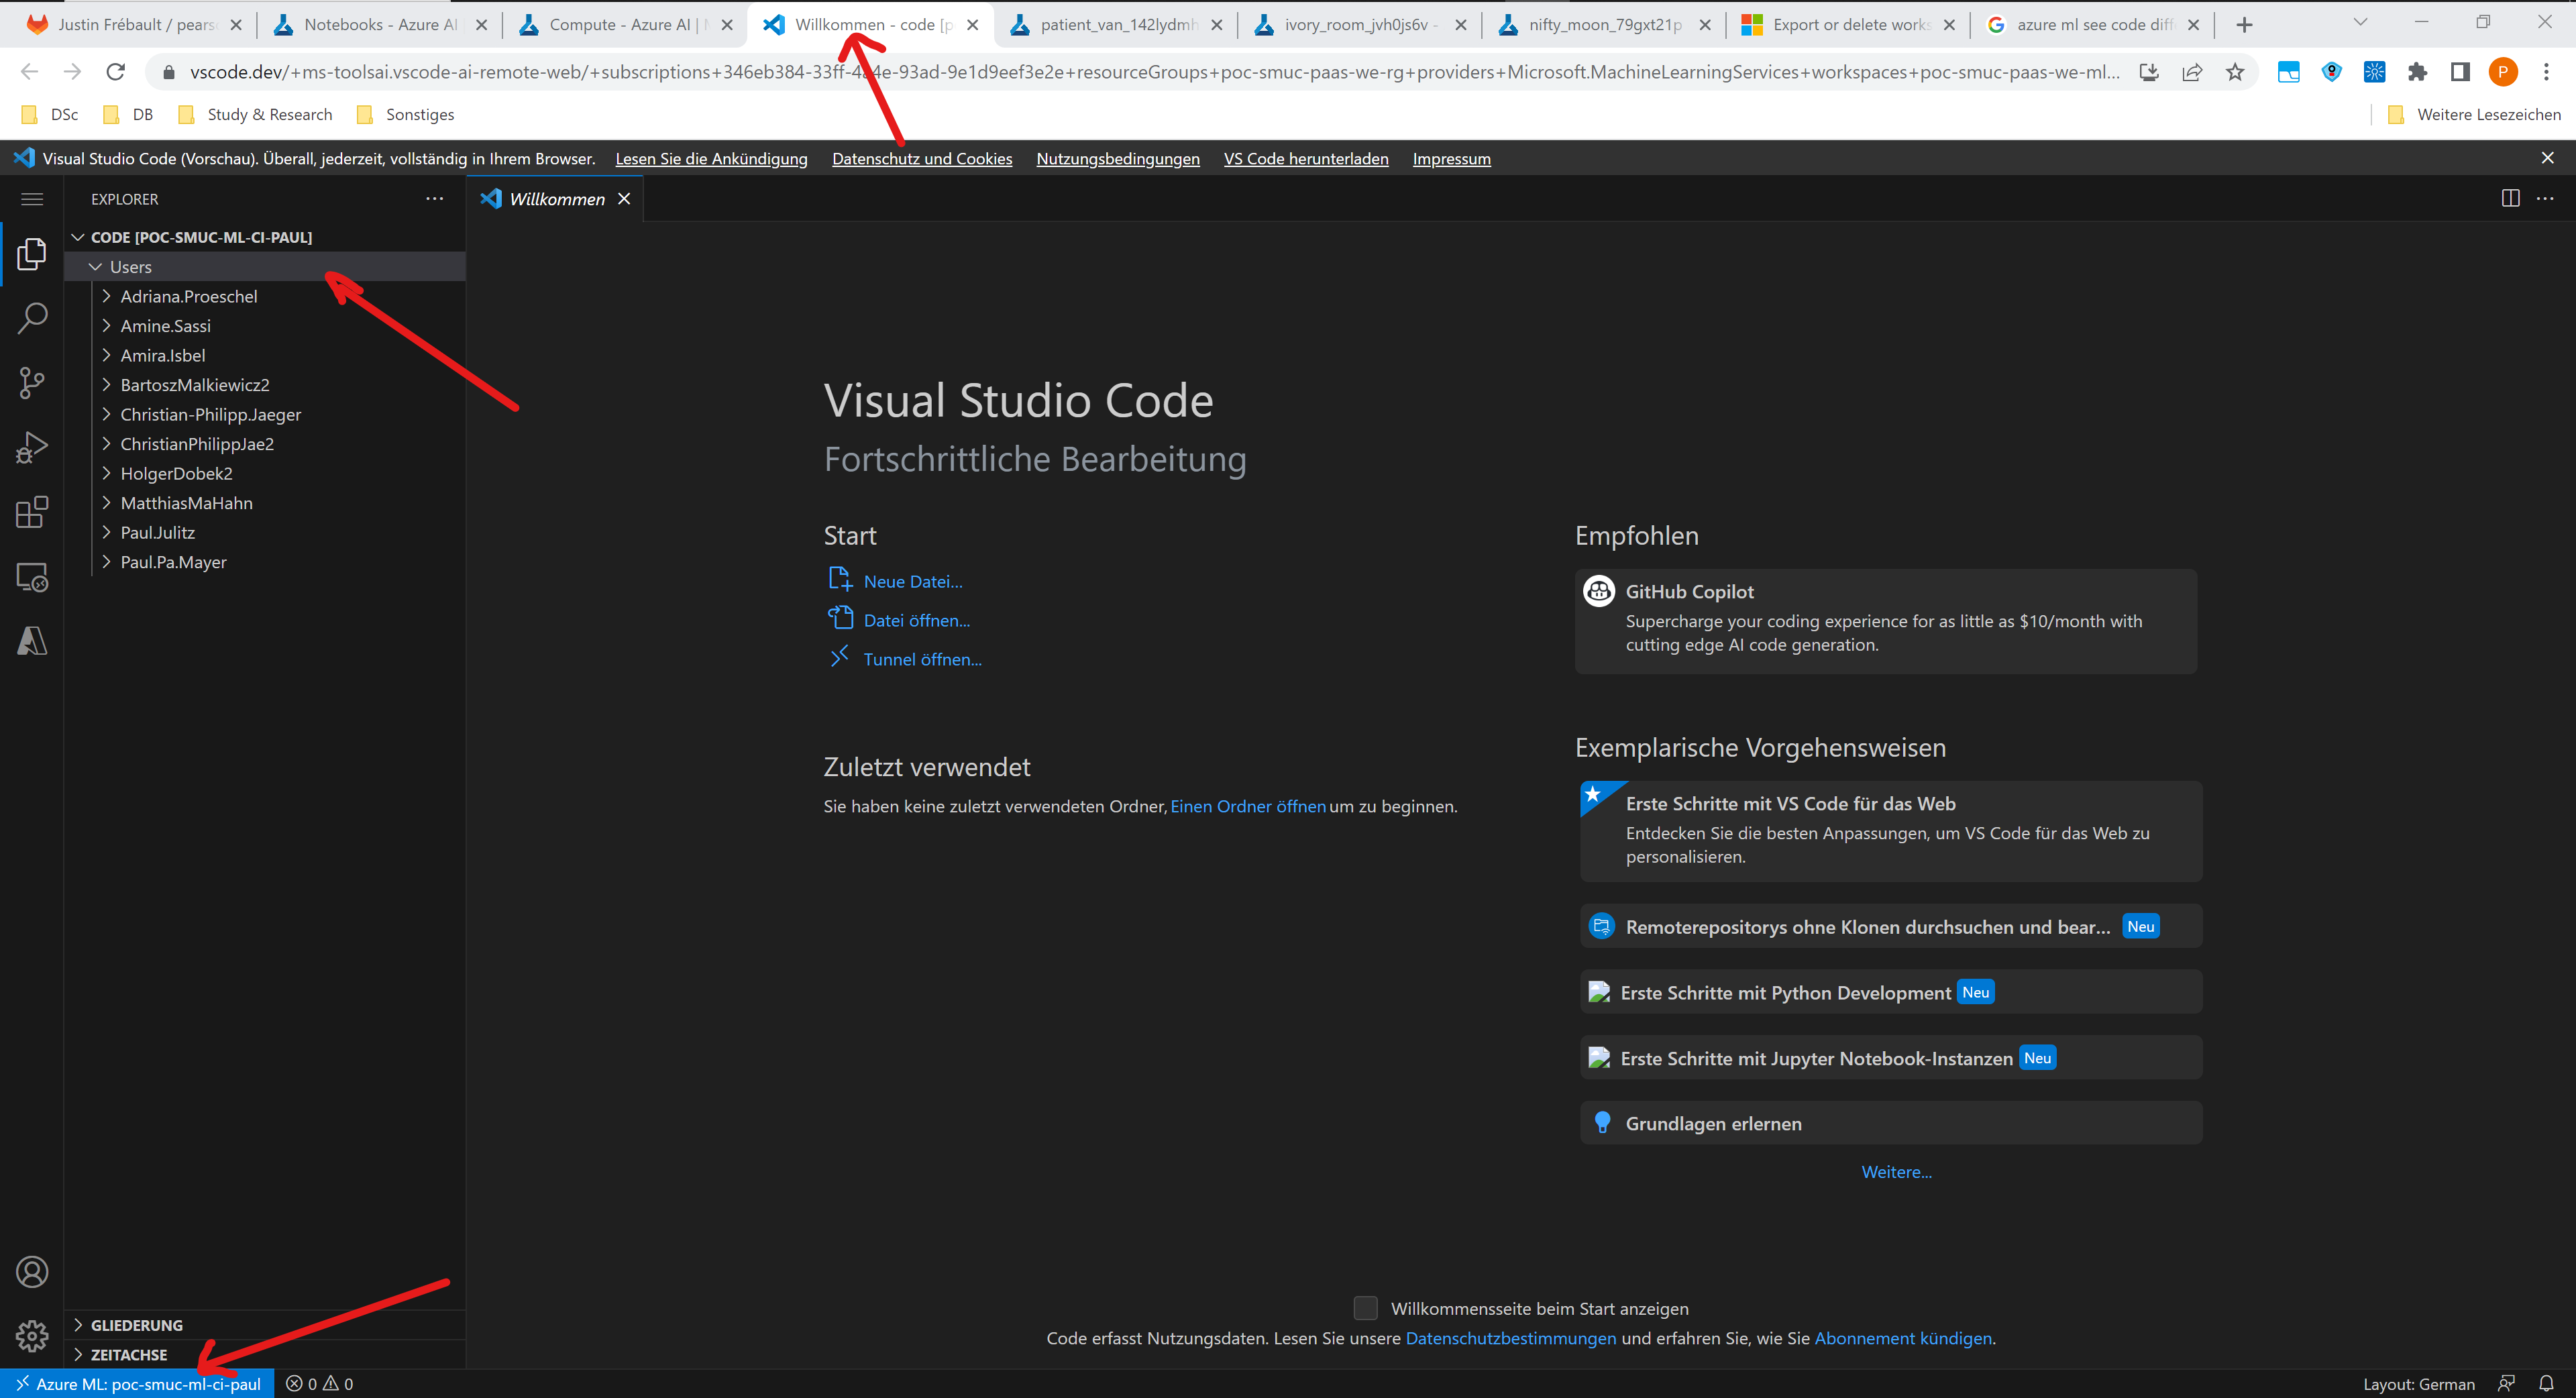 Justin Frébault / pears
Notebooks - Azure AI
Compute - Azure AI | M
Willkommen - code [p
patient_van_142lydmh
ivory_room_jvh0js6v -
nifty_moon_79gxt21p
Export or delete works
azure ml see code diff
vscode.dev/+ms-toolsai.vscode-ai-remote-web/+subscriptions+346eb384-33ff-4a4e-93ad-9e1d9eef3e2e+resourceGroups+poc-smuc-paas-we-rg+providers+Microsoft.MachineLearningServices+workspaces+poc-smuc-paas-we-ml...
P
DSc
DB
Study & Research
Sonstiges
Weitere Lesezeichen
Visual Studio Code (Vorschau). Überall, jederzeit, vollständig in Ihrem Browser. Lesen Sie die Ankündigung Datenschutz und Cookies Nutzungsbedingungen VS Code herunterladen Impressum
EXPLORER
Willkommen
CODE [POC-SMUC-ML-CI-PAUL]
Users
Adriana.Proeschel
Amine.Sassi
Amira.Isbel
BartoszMalkiewicz2
Christian-Philipp.Jaeger
ChristianPhilippJae2
HolgerDobek2
MatthiasMaHahn
Paul.Julitz
Paul.Pa.Mayer
GLIEDERUNG
ZEITACHSE
Visual Studio Code
Fortschrittliche Bearbeitung
Start
Neue Datei...
Datei öffnen...
Tunnel öffnen...
Zuletzt verwendet
Sie haben keine zuletzt verwendeten Ordner, Einen Ordner öffnen um zu beginnen.
Empfohlen
GitHub Copilot
Supercharge your coding experience for as little as $10/month with
cutting edge AI code generation.
Exemplarische Vorgehensweisen
Erste Schritte mit VS Code für das Web
Entdecken Sie die besten Anpassungen, um VS Code für das Web zu
personalisieren.
Remoterepositorys ohne Klonen durchsuchen und bear... Neu
Erste Schritte mit Python Development Neu
Erste Schritte mit Jupyter Notebook-Instanzen Neu
Grundlagen erlernen
Weitere...
Willkommensseite beim Start anzeigen
Code erfasst Nutzungsdaten. Lesen Sie unsere Datenschutzbestimmungen und erfahren Sie, wie Sie Abonnement kündigen.
Azure ML: poc-smuc-ml-ci-paul
0 0
Layout: German